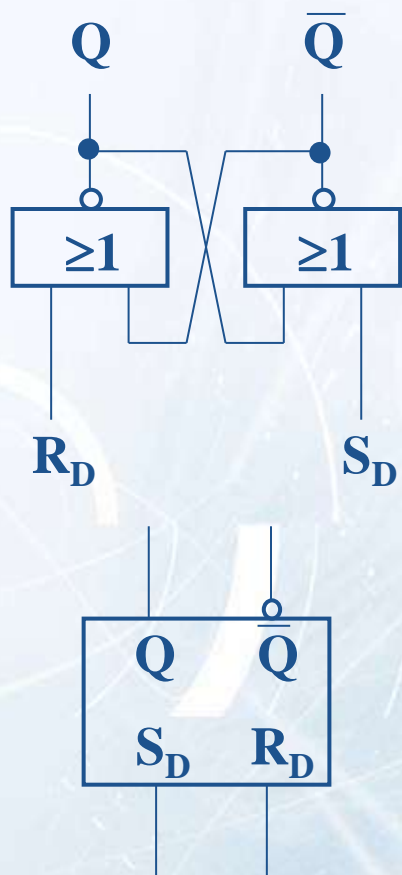 Q Q̅
≥1 ≥1
R_D S_D
Q Q̅
S_D R_D